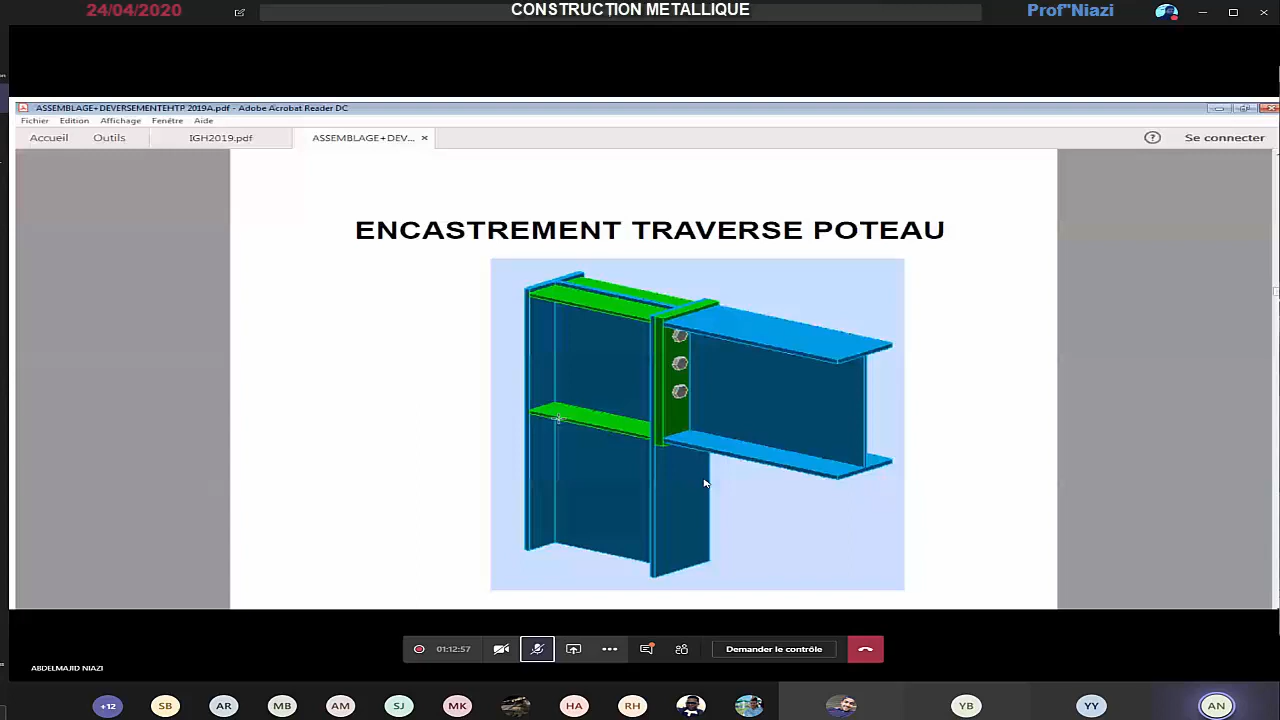 24/04/2020
CONSTRUCTION METALLIQUE
Prof"Niazi
ASSEMBLAGE+DEVERSEMENTEHTP 2019A.pdf - Adobe Acrobat Reader DC
Fichier Edition Affichage Fenêtre Aide
Accueil Outils IGH2019.pdf ASSEMBLAGE+DEV... × ? Se connecter
ENCASTREMENT TRAVERSE POTEAU
01:12:57 Demander le contrôle
ABDELMAJID NIAZI
+12 SB AR MB AM SJ MK HA RH YB YY AN